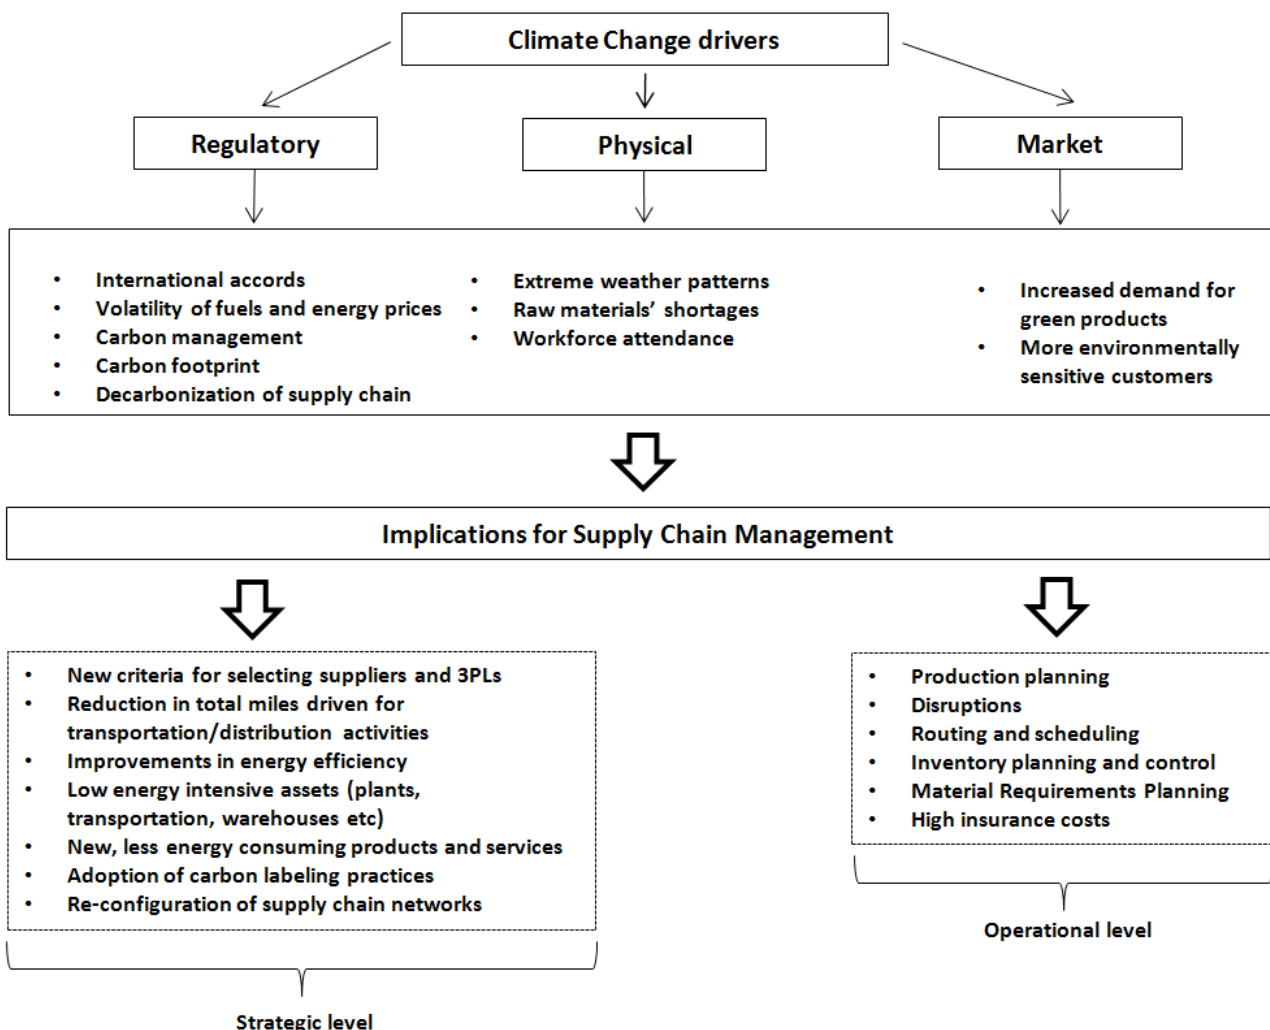 Climate Change drivers
Regulatory
Physical
Market
• International accords
• Volatility of fuels and energy prices
• Carbon management
• Carbon footprint
• Decarbonization of supply chain
• Extreme weather patterns
• Raw materials’ shortages
• Workforce attendance
• Increased demand for
green products
• More environmentally
sensitive customers
Implications for Supply Chain Management
• New criteria for selecting suppliers and 3PLs
• Reduction in total miles driven for
transportation/distribution activities
• Improvements in energy efficiency
• Low energy intensive assets (plants,
transportation, warehouses etc)
• New, less energy consuming products and services
• Adoption of carbon labeling practices
• Re-configuration of supply chain networks
Strategic level
• Production planning
• Disruptions
• Routing and scheduling
• Inventory planning and control
• Material Requirements Planning
• High insurance costs
Operational level